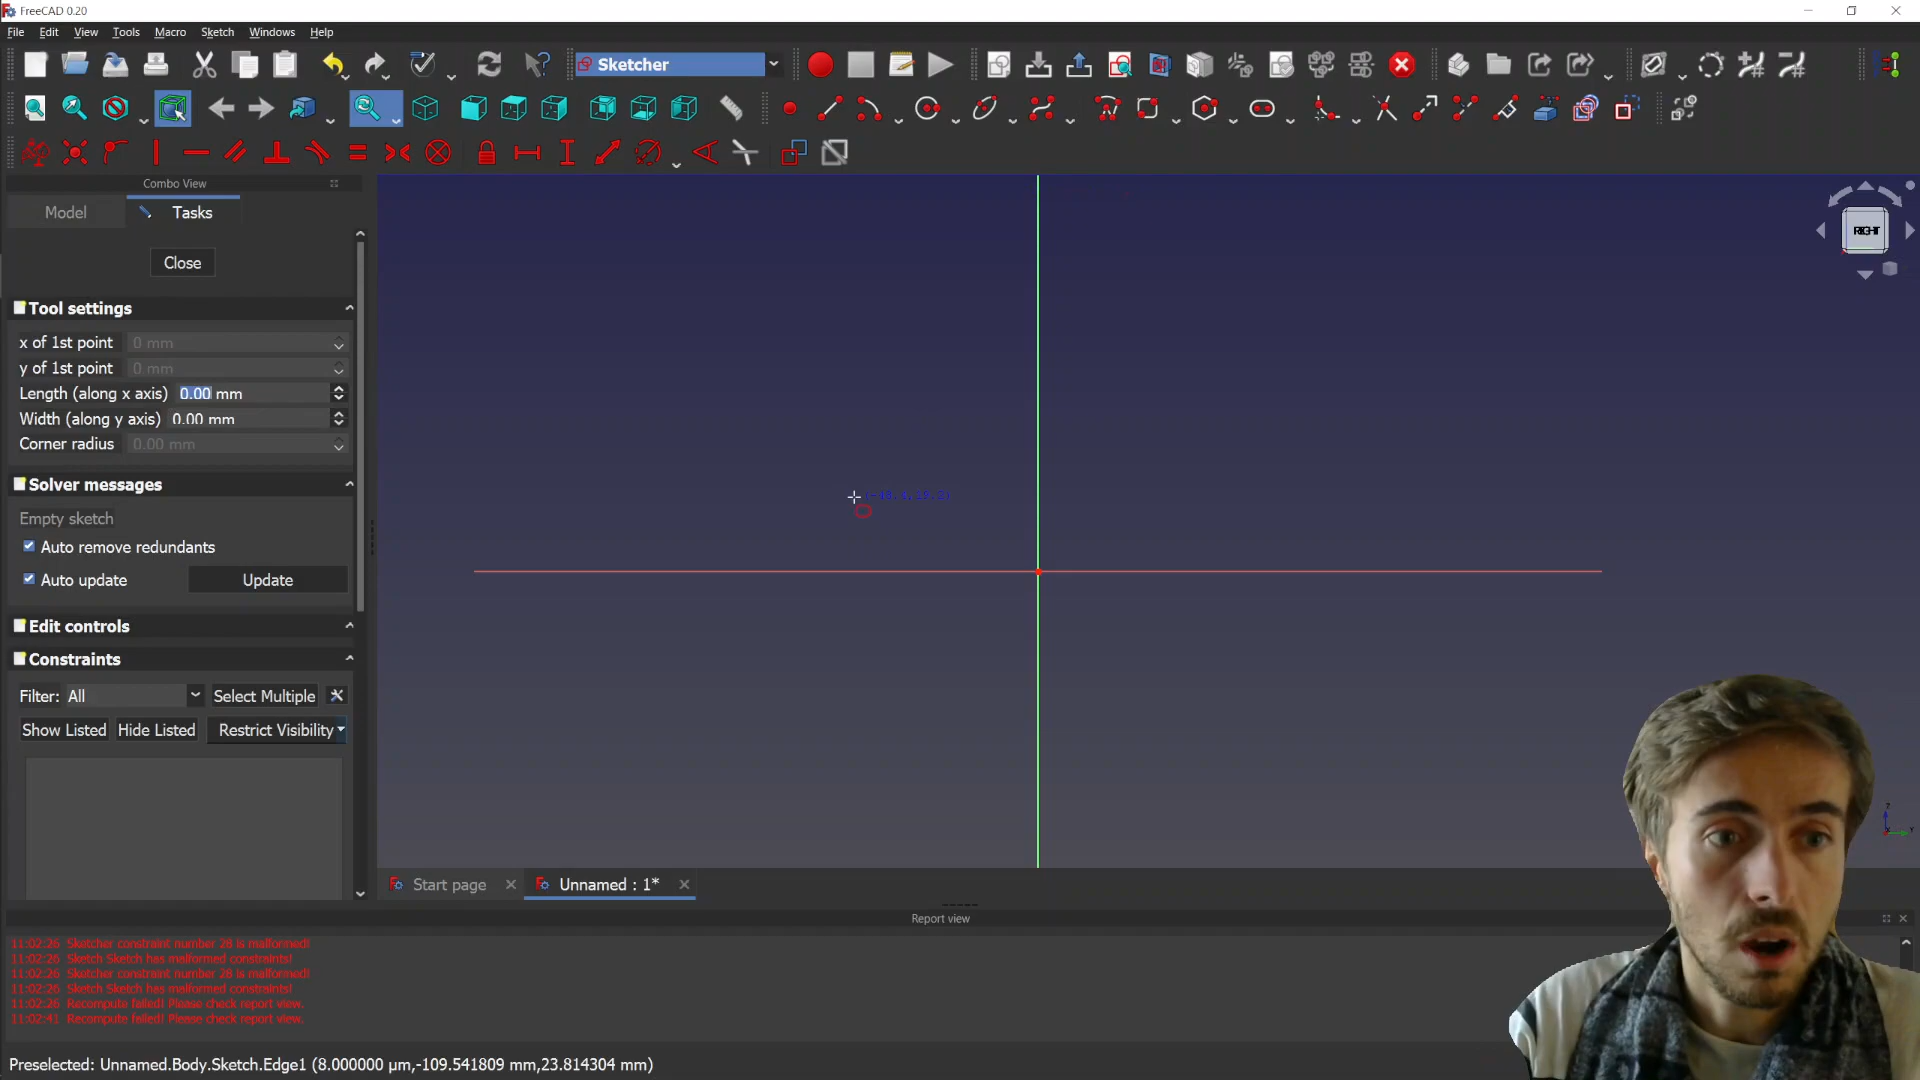 FreeCAD 0.20
File Edit View Tools Macro Sketch Windows Help
Sketcher
Combo View
Model Tasks
Close
Tool settings
x of 1st point 0 mm
y of 1st point 0 mm
Length (along x axis) 0.00 mm
Width (along y axis) 0.00 mm
Corner radius 0.00 mm
Solver messages
Empty sketch
Auto remove redundants
Auto update Update
Edit controls
Constraints
Filter: All Select Multiple
Show Listed Hide Listed Restrict Visibility
RIGHT
Start page Unnamed : 1*
Report view
11:02:26 Sketcher constraint number 28 is malformed!
11:02:26 Sketch Sketch has malformed constraints!
11:02:26 Sketcher constraint number 28 is malformed!
11:02:26 Sketch Sketch has malformed constraints!
11:02:26 Recompute failed! Please check report view.
11:02:41 Recompute failed! Please check report view.
Preselected: Unnamed.Body.Sketch.Edge1 (8.000000 µm,-109.541809 mm,23.814304 mm)